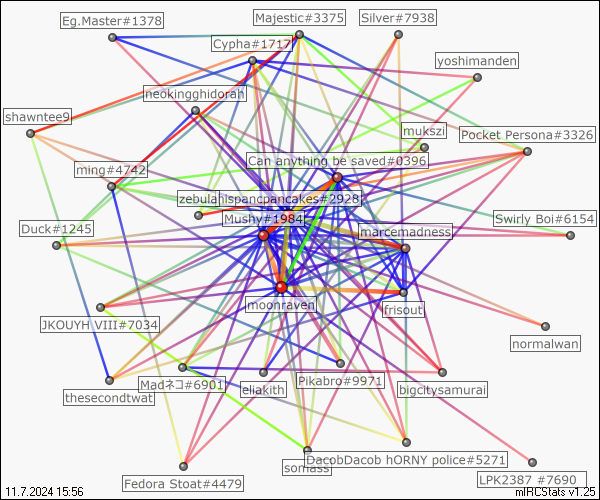 Eg.Master#1378
Majestic#3375
Silver#7938
Cypha#1717
yoshimanden
neokingghidorah
shawntee9
mukszi
Pocket Persona#3326
Can anything be saved#0396
ming#4742
zebulahispancpancakes#2928
Mushy#1984
Swirly Boi#6154
Duck#1245
marcemadness
moonraven
frisout
JKOUYH VIII#7034
normalwan
Madネコ#6901
Pikabro#9971
thesecondtwat
eliakith
bigcitysamurai
DacobDacob hORNY police#5271
Fedora Stoat#4479
LPK2387 #7690
11.7.2024 15:56
mIRCStats v1.25